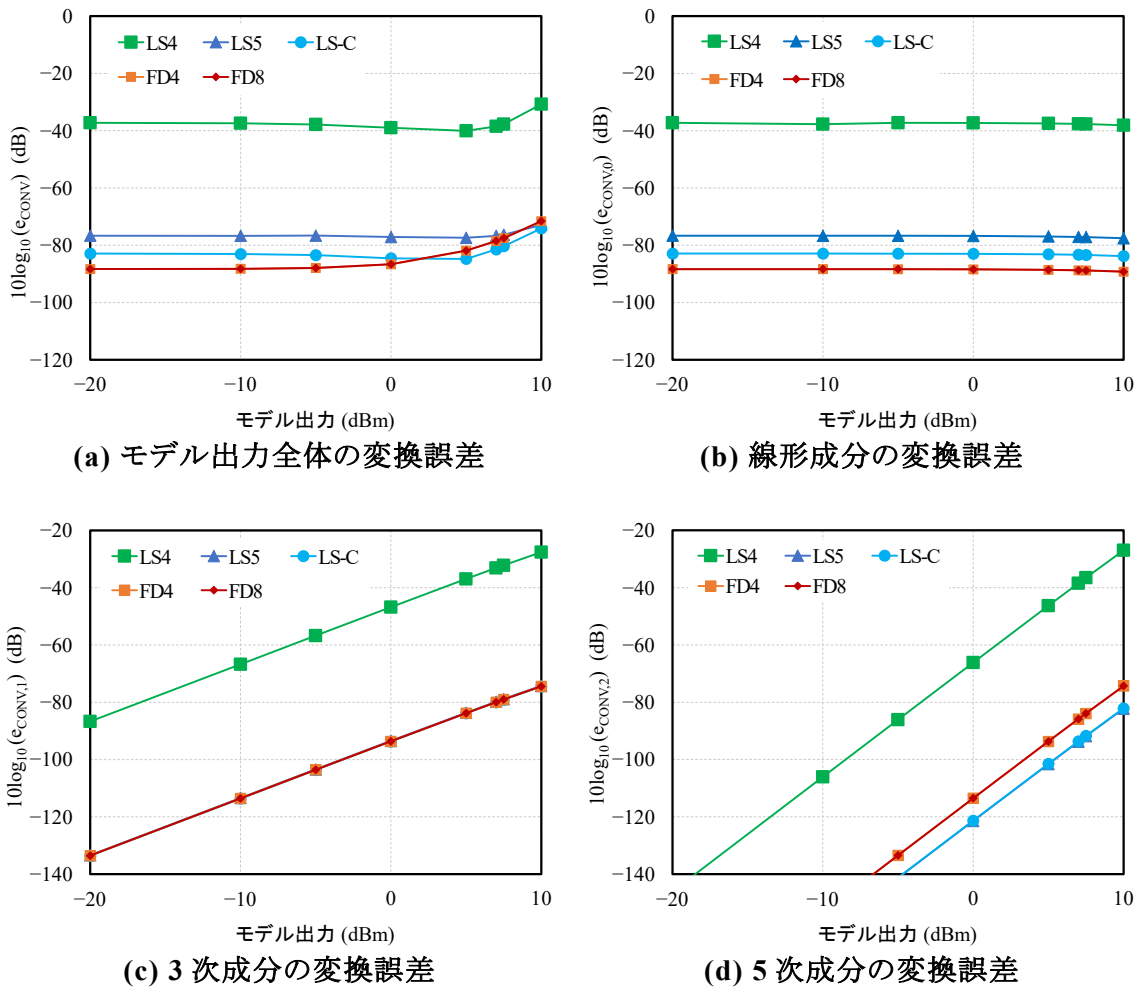 0
−20
−40
−60
−80
−100
−120
10log₁₀(e_CONV) (dB)
LS4 LS5 LS-C
FD4 FD8
−20 −10 0 10
モデル出力 (dBm)
(a) モデル出力全体の変換誤差
0
−20
−40
−60
−80
−100
−120
10log₁₀(e_CONV,0) (dB)
LS4 LS5 LS-C
FD4 FD8
−20 −10 0 10
モデル出力 (dBm)
(b) 線形成分の変換誤差
−20
−40
−60
−80
−100
−120
−140
10log₁₀(e_CONV,1) (dB)
LS4 LS5 LS-C
FD4 FD8
−20 −10 0 10
モデル出力 (dBm)
(c) 3 次成分の変換誤差
−20
−40
−60
−80
−100
−120
−140
10log₁₀(e_CONV,2) (dB)
LS4 LS5 LS-C
FD4 FD8
−20 −10 0 10
モデル出力 (dBm)
(d) 5 次成分の変換誤差